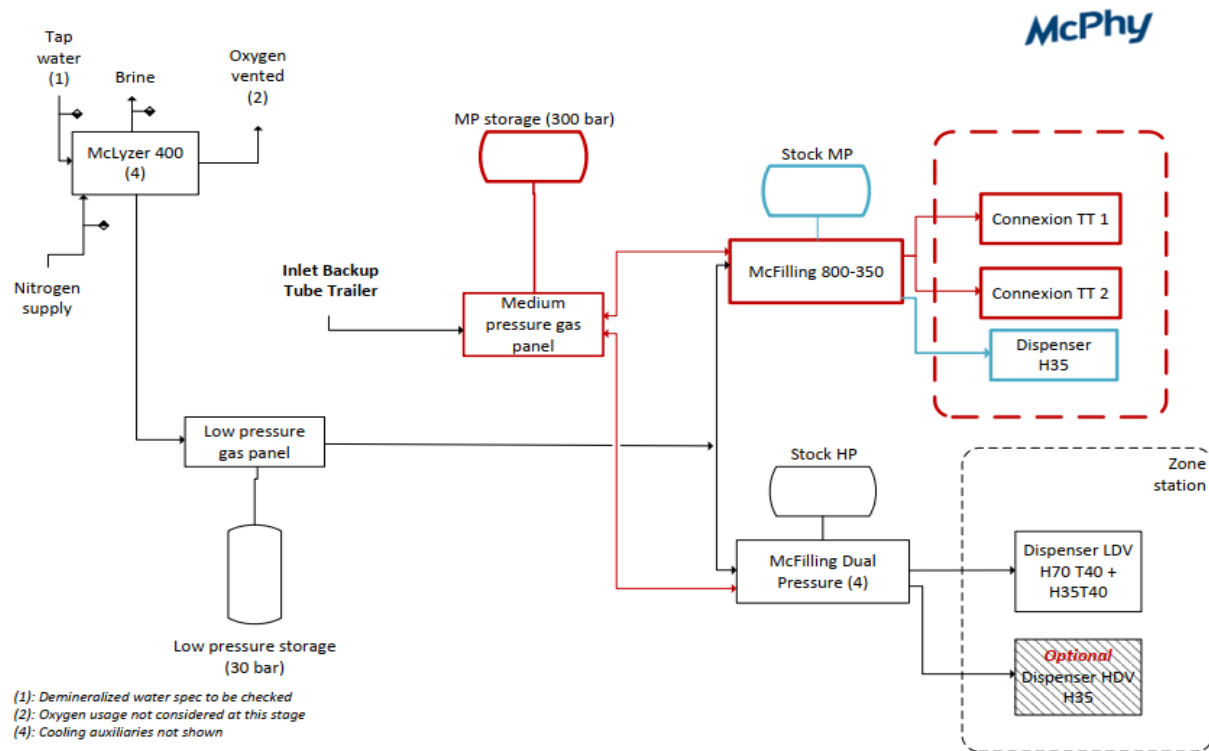 McPhy
Tap
water
(1)
Brine
Oxygen
vented
(2)
McLyzer 400
(4)
Nitrogen
supply
MP storage (300 bar)
Inlet Backup
Tube Trailer
Medium
pressure gas
panel
Stock MP
McFilling 800-350
Connexion TT 1
Connexion TT 2
Dispenser
H35
Low pressure
gas panel
Low pressure storage
(30 bar)
Stock HP
McFilling Dual
Pressure (4)
Zone
station
Dispenser LDV
H70 T40 +
H35T40
Optional
Dispenser HDV
H35
(1): Demineralized water spec to be checked
(2): Oxygen usage not considered at this stage
(4): Cooling auxiliaries not shown